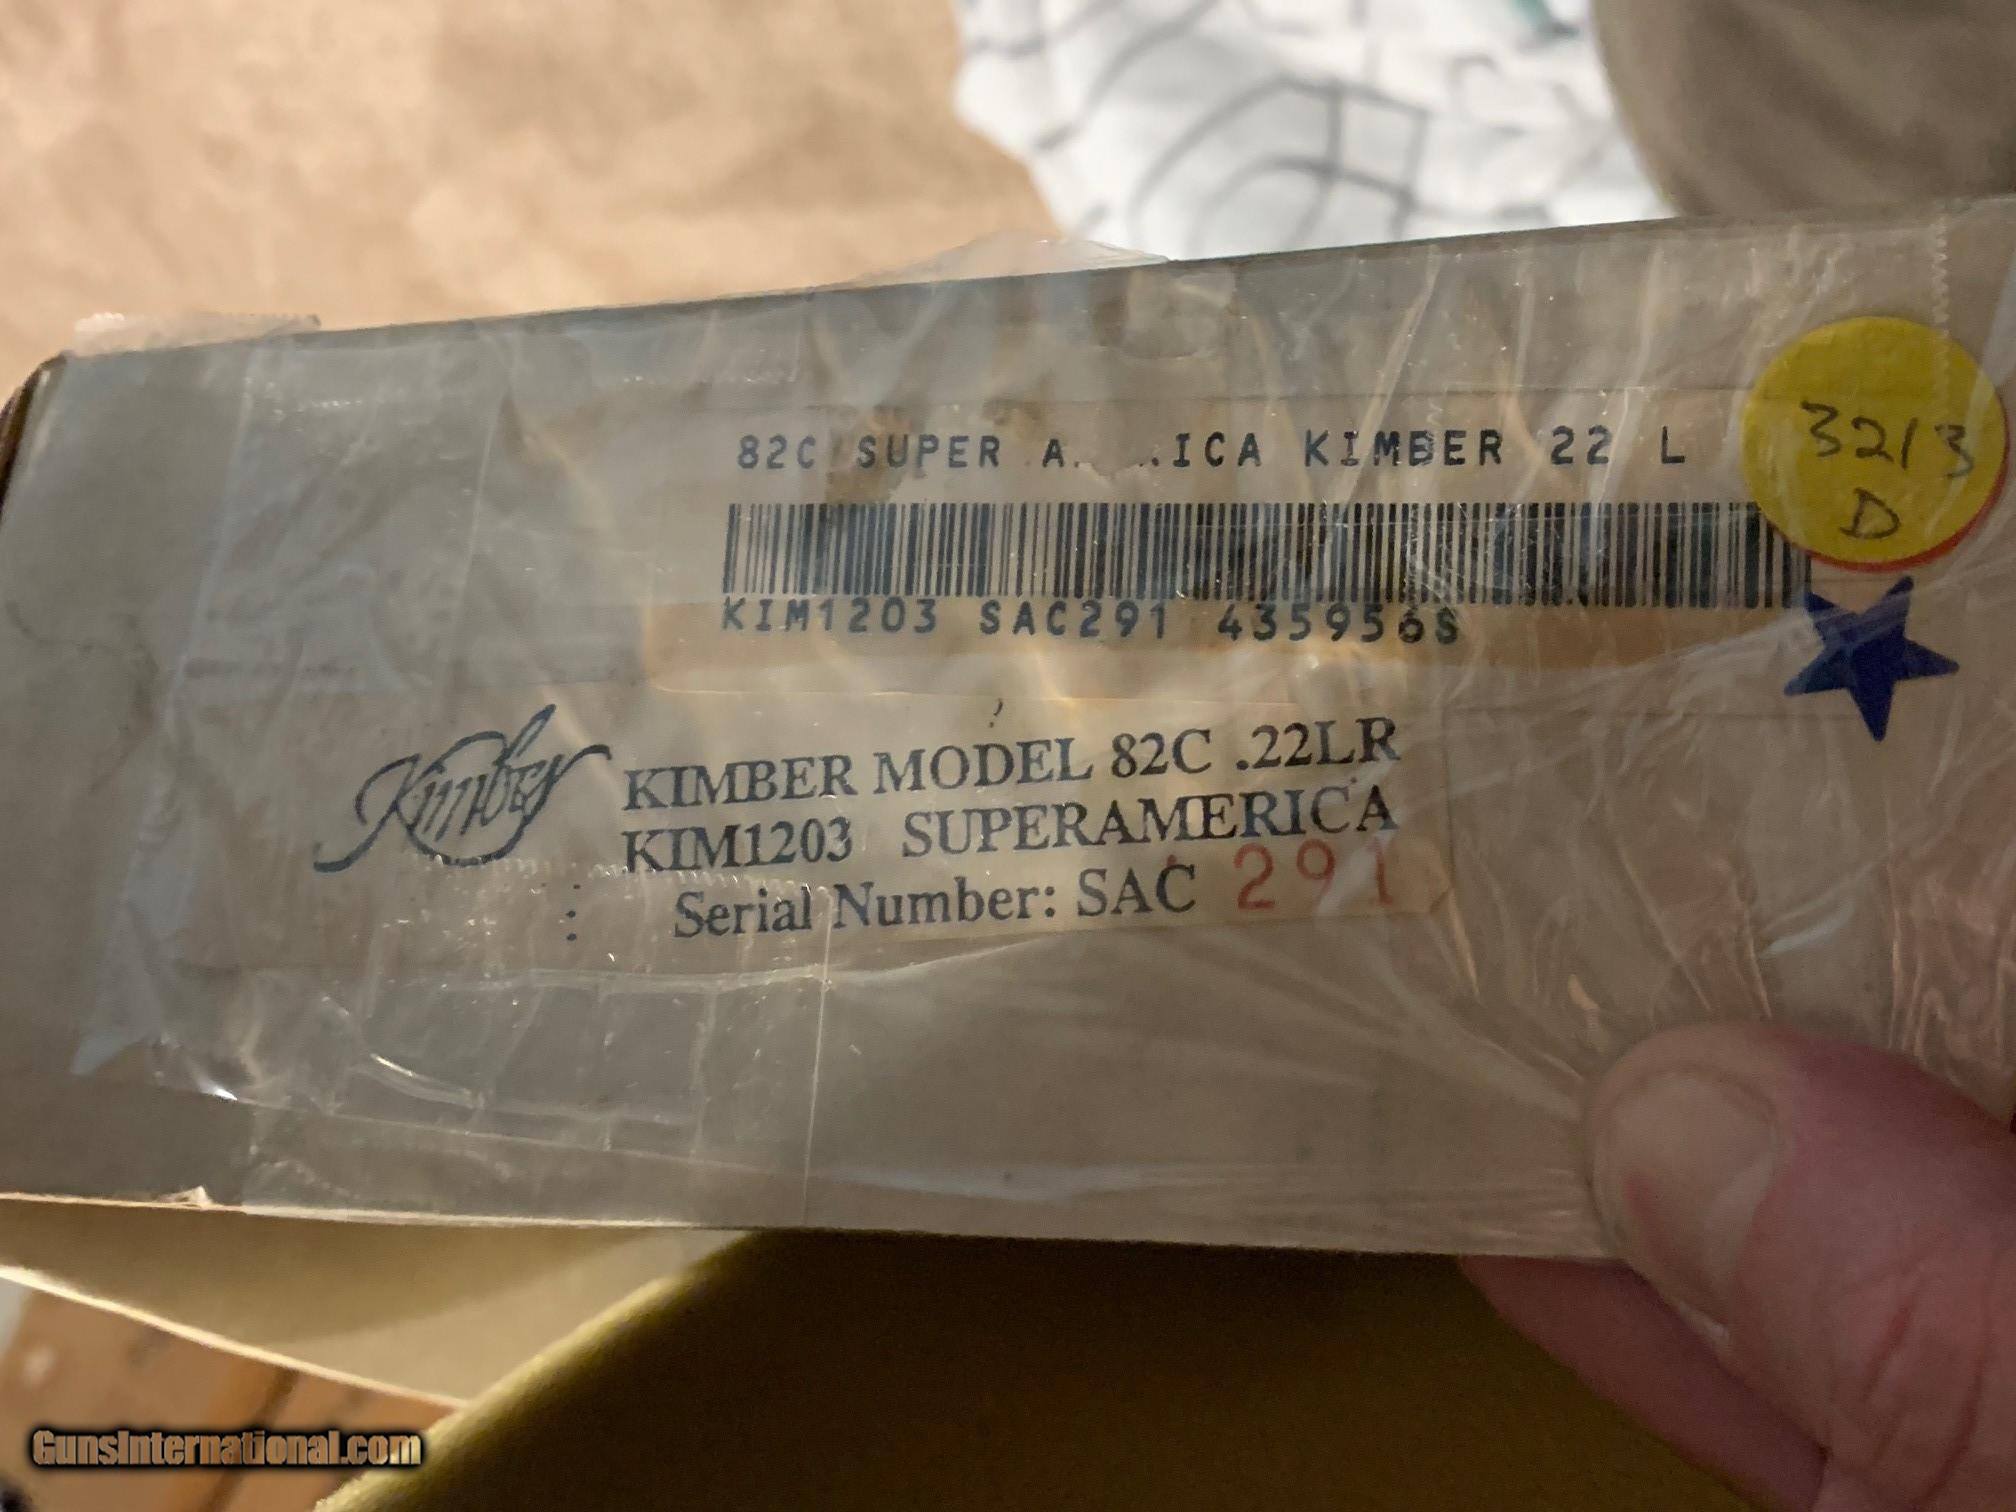 82C SUPER A ICA KIMBER 22 L
3213
D
KIM1203 SAC291 435956S
Kimber
KIMBER MODEL 82C .22LR
KIM1203 SUPERAMERICA
Serial Number: SAC 291
GunsInternational.com